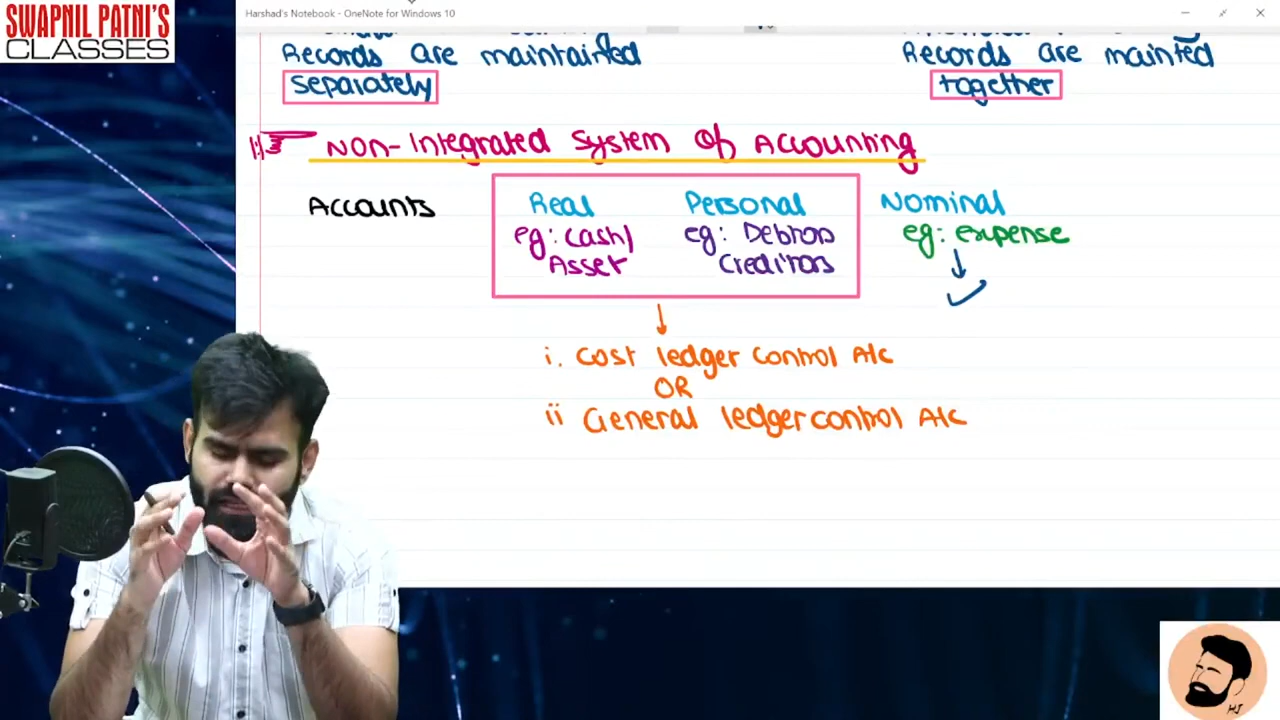 SWAPNIL PATNI'S
CLASSES
Harshad's Notebook - OneNote for Windows 10
Records are maintained
separately
Records are mainted
together
1:) Non-Integrated System of Accounting
Accounts
Real
eg: Cash/
Asset
Personal
eg: Debtors
Creditors
Nominal
eg: expense
i. Cost ledger control A/c
OR
ii General ledger control A/c
HJ